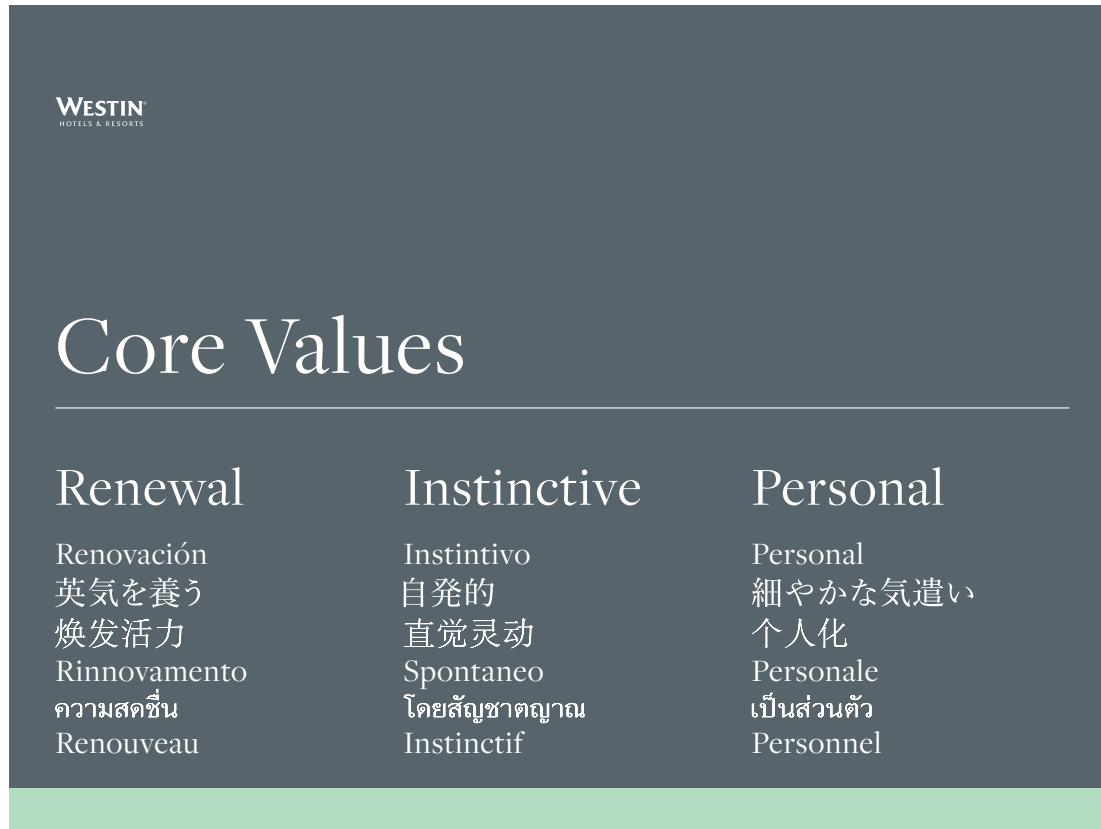 WESTIN®
HOTELS & RESORTS
Core Values
Renewal
Renovación
英気を養う
焕发活力
Rinnovamento
ความสดชื่น
Renouveau
Instinctive
Instintivo
自発的
直觉灵动
Spontaneo
โดยสัญชาตญาณ
Instinctif
Personal
Personal
細やかな気遣い
个人化
Personale
เป็นส่วนตัว
Personnel